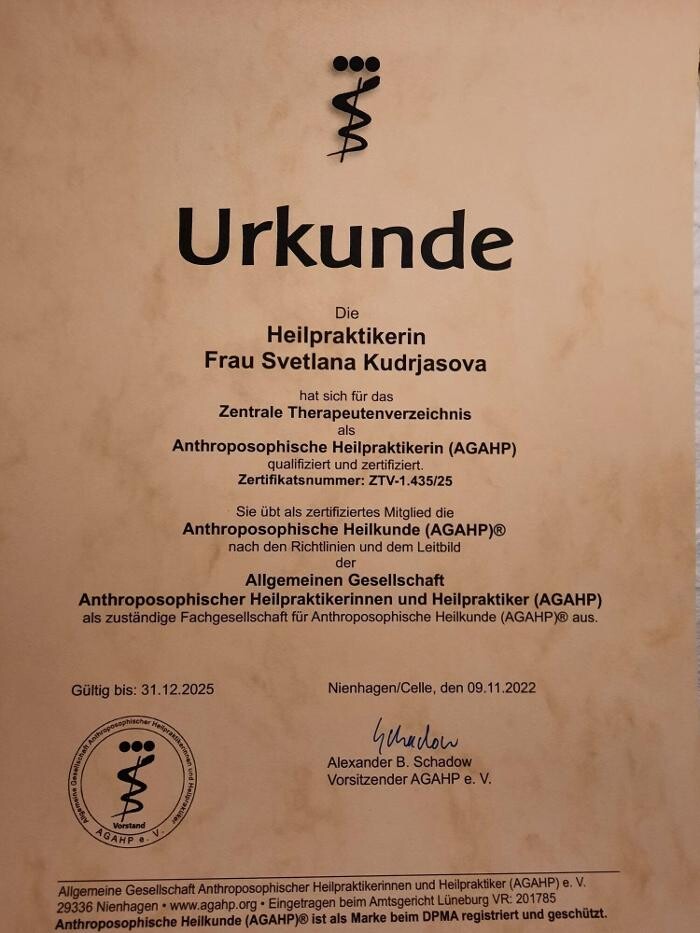 Urkunde
Die
Heilpraktikerin
Frau Svetlana Kudrjasova
hat sich für das
Zentrale Therapeutenverzeichnis
als
Anthroposophische Heilpraktikerin (AGAHP)
qualifiziert und zertifiziert.
Zertifikatsnummer: ZTV-1.435/25
Sie übt als zertifiziertes Mitglied die
Anthroposophische Heilkunde (AGAHP)®
nach den Richtlinien und dem Leitbild
der
Allgemeinen Gesellschaft
Anthroposophischer Heilpraktikerinnen und Heilpraktiker (AGAHP)
als zuständige Fachgesellschaft für Anthroposophische Heilkunde (AGAHP)® aus.
Gültig bis: 31.12.2025
Nienhagen/Celle, den 09.11.2022
Schadow
Alexander B. Schadow
Vorsitzender AGAHP e. V.
Allgemeine Gesellschaft Anthroposophischer Heilpraktikerinnen und Heilpraktiker
Vorstand
AGAHP e. V.
Allgemeine Gesellschaft Anthroposophischer Heilpraktikerinnen und Heilpraktiker (AGAHP) e. V.
29336 Nienhagen • www.agahp.org • Eingetragen beim Amtsgericht Lüneburg VR: 201785
Anthroposophische Heilkunde (AGAHP)® ist als Marke beim DPMA registriert und geschützt.